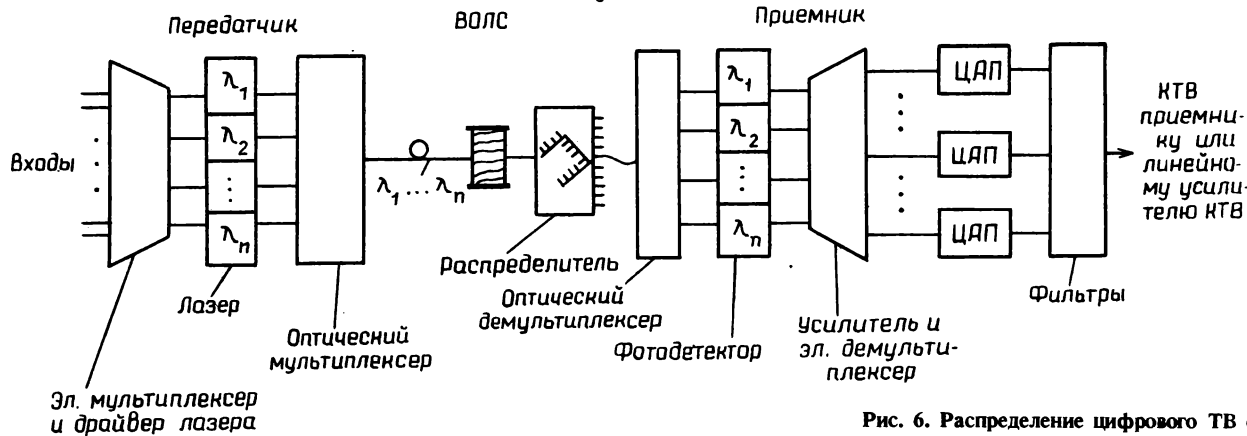 Передатчик
ВОЛС
Приемник
Входы
λ1
λ2
λn
λ1 ... λn
λ1
λ2
λn
ЦАП
ЦАП
ЦАП
КТВ
приемни-
ку или
линейно-
му усили-
телю КТВ
Распределитель
Лазер
Оптический
мультиплексер
Эл. мультиплексер
и драйвер лазера
Оптический
демультиплексер
Фотодетектор
Усилитель и
эл. демульти-
плексер
Фильтры
Рис. 6. Распределение цифрового ТВ